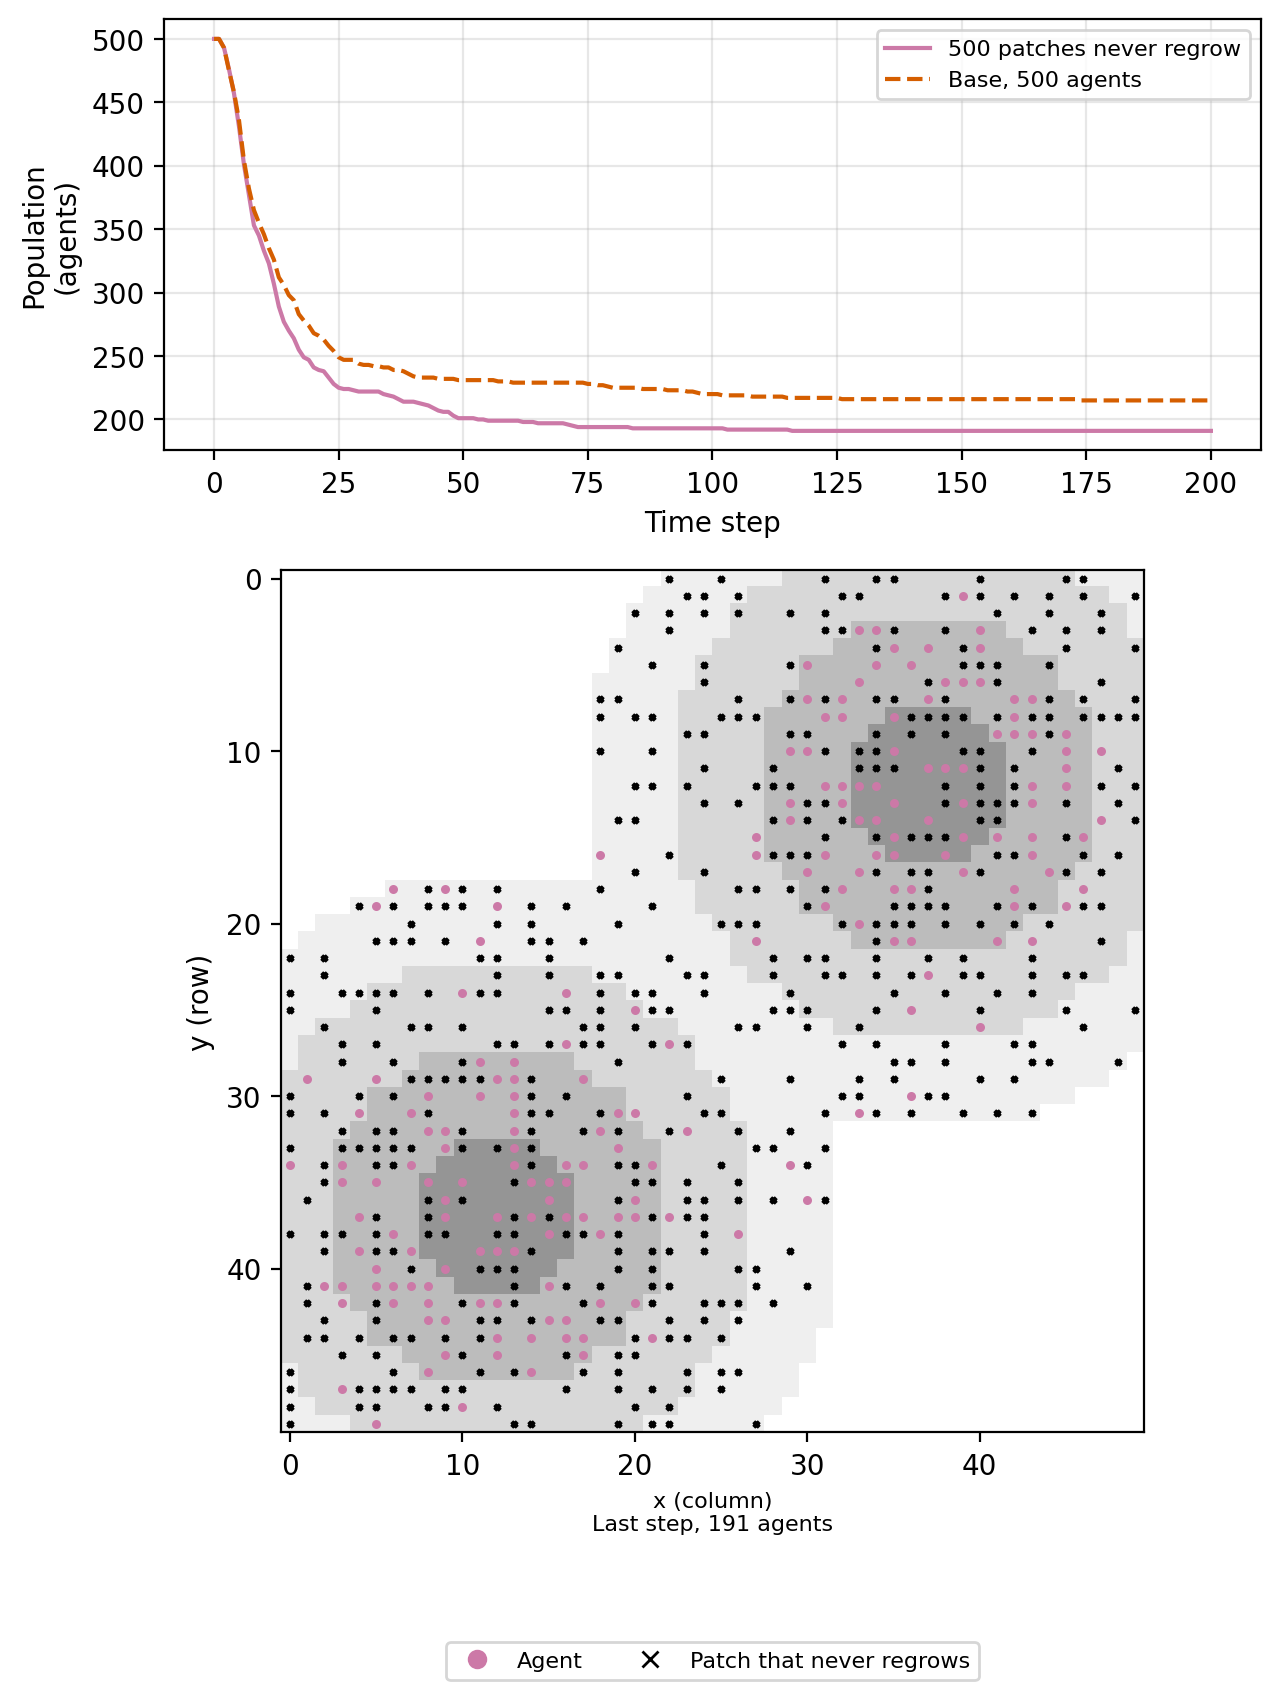 500
450
400
350
300
250
200
Population
(agents)
500 patches never regrow
Base, 500 agents
0 25 50 75 100 125 150 175 200
Time step
0
10
20
30
40
y (row)
0 10 20 30 40
x (column)
Last step, 191 agents
Agent Patch that never regrows